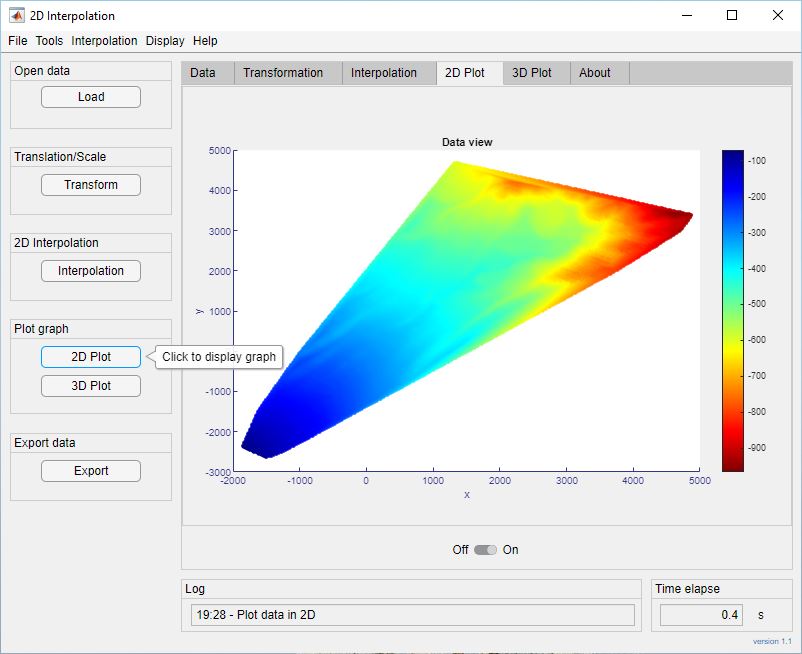 2D Interpolation
File Tools Interpolation Display Help
Open data
Load
Translation/Scale
Transform
2D Interpolation
Interpolation
Plot graph
2D Plot
Click to display graph
3D Plot
Export data
Export
Data Transformation Interpolation 2D Plot 3D Plot About
Data view
5000
4000
3000
2000
1000
-1000
-2000
-3000
y
-2000 -1000 0 1000 2000 3000 4000 5000
x
-100
-200
-300
-400
-500
-600
-700
-800
-900
Off On
Log
19:28 - Plot data in 2D
Time elapse
0.4 s
version 1.1